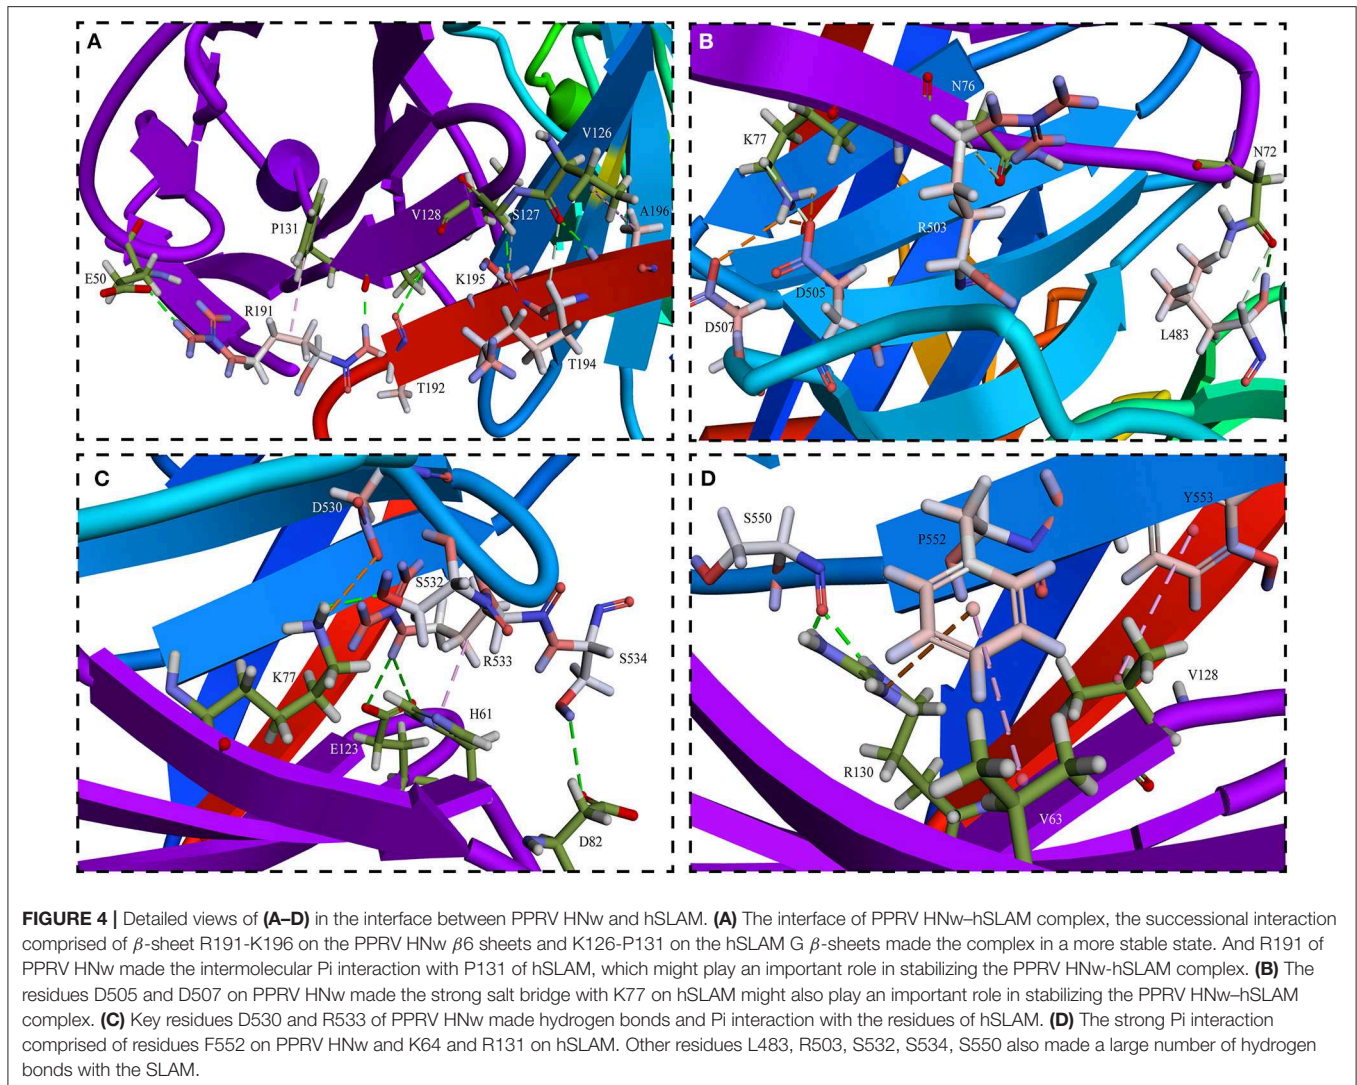 A
V126
P131
V128
S127
A196
E50
K195
R191
T194
T192
B
N76
K77
N72
R503
D505
D507
L483
C
D530
S532
R533
S534
K77
H61
E123
D82
D
S550
Y553
P552
V128
R130
V63
FIGURE 4 | Detailed views of (A–D) in the interface between PPRV HNw and hSLAM. (A) The interface of PPRV HNw–hSLAM complex, the successional interaction
comprised of β-sheet R191-K196 on the PPRV HNw β6 sheets and K126-P131 on the hSLAM G β-sheets made the complex in a more stable state. And R191 of
PPRV HNw made the intermolecular Pi interaction with P131 of hSLAM, which might play an important role in stabilizing the PPRV HNw-hSLAM complex. (B) The
residues D505 and D507 on PPRV HNw made the strong salt bridge with K77 on hSLAM might also play an important role in stabilizing the PPRV HNw–hSLAM
complex. (C) Key residues D530 and R533 of PPRV HNw made hydrogen bonds and Pi interaction with the residues of hSLAM. (D) The strong Pi interaction
comprised of residues F552 on PPRV HNw and K64 and R131 on hSLAM. Other residues L483, R503, S532, S534, S550 also made a large number of hydrogen
bonds with the SLAM.